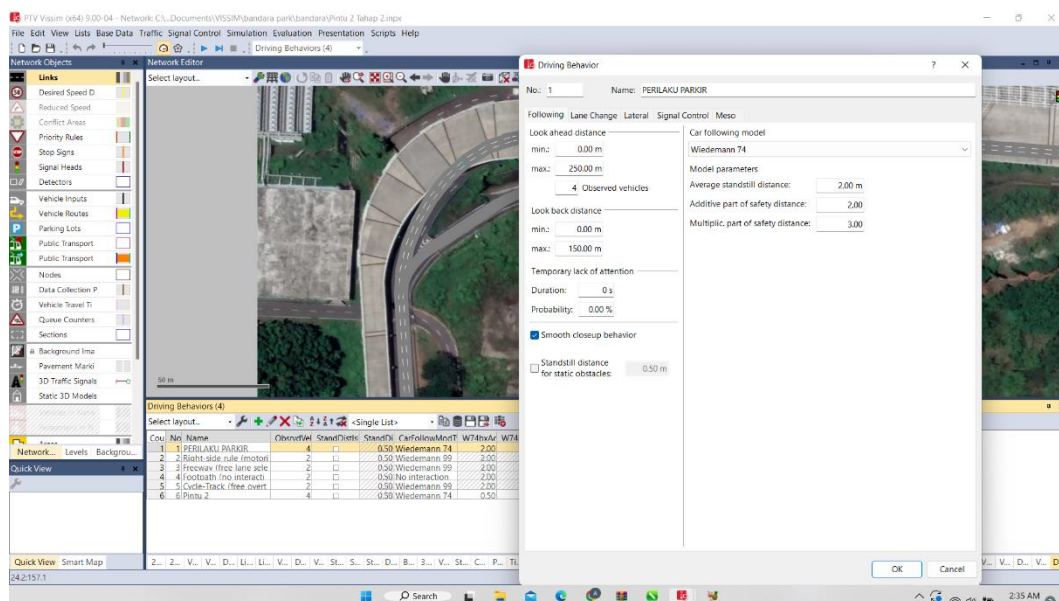 PTV Vissim (x64) 9.00-04 - Network: C:\...Documents\VISSIM\bandara park\bandara\Pintu 2 Tahap 2.inpx
File Edit View Lists Base Data Traffic Signal Control Simulation Evaluation Presentation Scripts Help
Driving Behaviors (4)
Network Objects
Network Editor
Links
Select layout...
Desired Speed D
Reduced Speed
Conflict Areas
Priority Rules
Stop Signs
Signal Heads
Detectors
Vehicle Inputs
Vehicle Routes
Parking Lots
Public Transport
Public Transport
Nodes
Data Collection P
Vehicle Travel Ti
Queue Counters
Sections
Background Ima
Pavement Marki
3D Traffic Signals
Static 3D Models
Network... Levels Backgrou...
Quick View
Quick View Smart Map
24.2:157.1
50 m
Driving Behavior
No.: 1 Name: PERILAKU PARKIR
Following Lane Change Lateral Signal Control Meso
Look ahead distance
min.: 0.00 m
max.: 250.00 m
4 Observed vehicles
Look back distance
min.: 0.00 m
max.: 150.00 m
Temporary lack of attention
Duration: 0 s
Probability: 0.00 %
Smooth closeup behavior
Standstill distance
for static obstacles: 0.50 m
Car following model
Wiedemann 74
Model parameters
Average standstill distance: 2.00 m
Additive part of safety distance: 2.00
Multiplic. part of safety distance: 3.00
OK Cancel
Driving Behaviors (4)
Select layout... <Single List>
Cou No Name ObsrvdVel StandDistIs StandDi CarFollowModT W74bxAc W74
1 1 PERILAKU PARKIR 4 0.50 Wiedemann 74 2.00
2 2 Right-side rule (motori 2 0.50 Wiedemann 99 2.00
3 3 Freeway (free lane sele 2 0.50 Wiedemann 99 2.00
4 4 Footpath (no interacti 2 0.50 No interaction 2.00
5 5 Cycle-Track (free overt 2 0.50 Wiedemann 99 2.00
6 6 Pintu 2 4 0.50 Wiedemann 74 0.50
2... 2... V... V... D... Li... Li... V... D... V... St... S... St... D... B... 3... V... St... C... P... Ti...
V... D... V... D
Search
2:35 AM